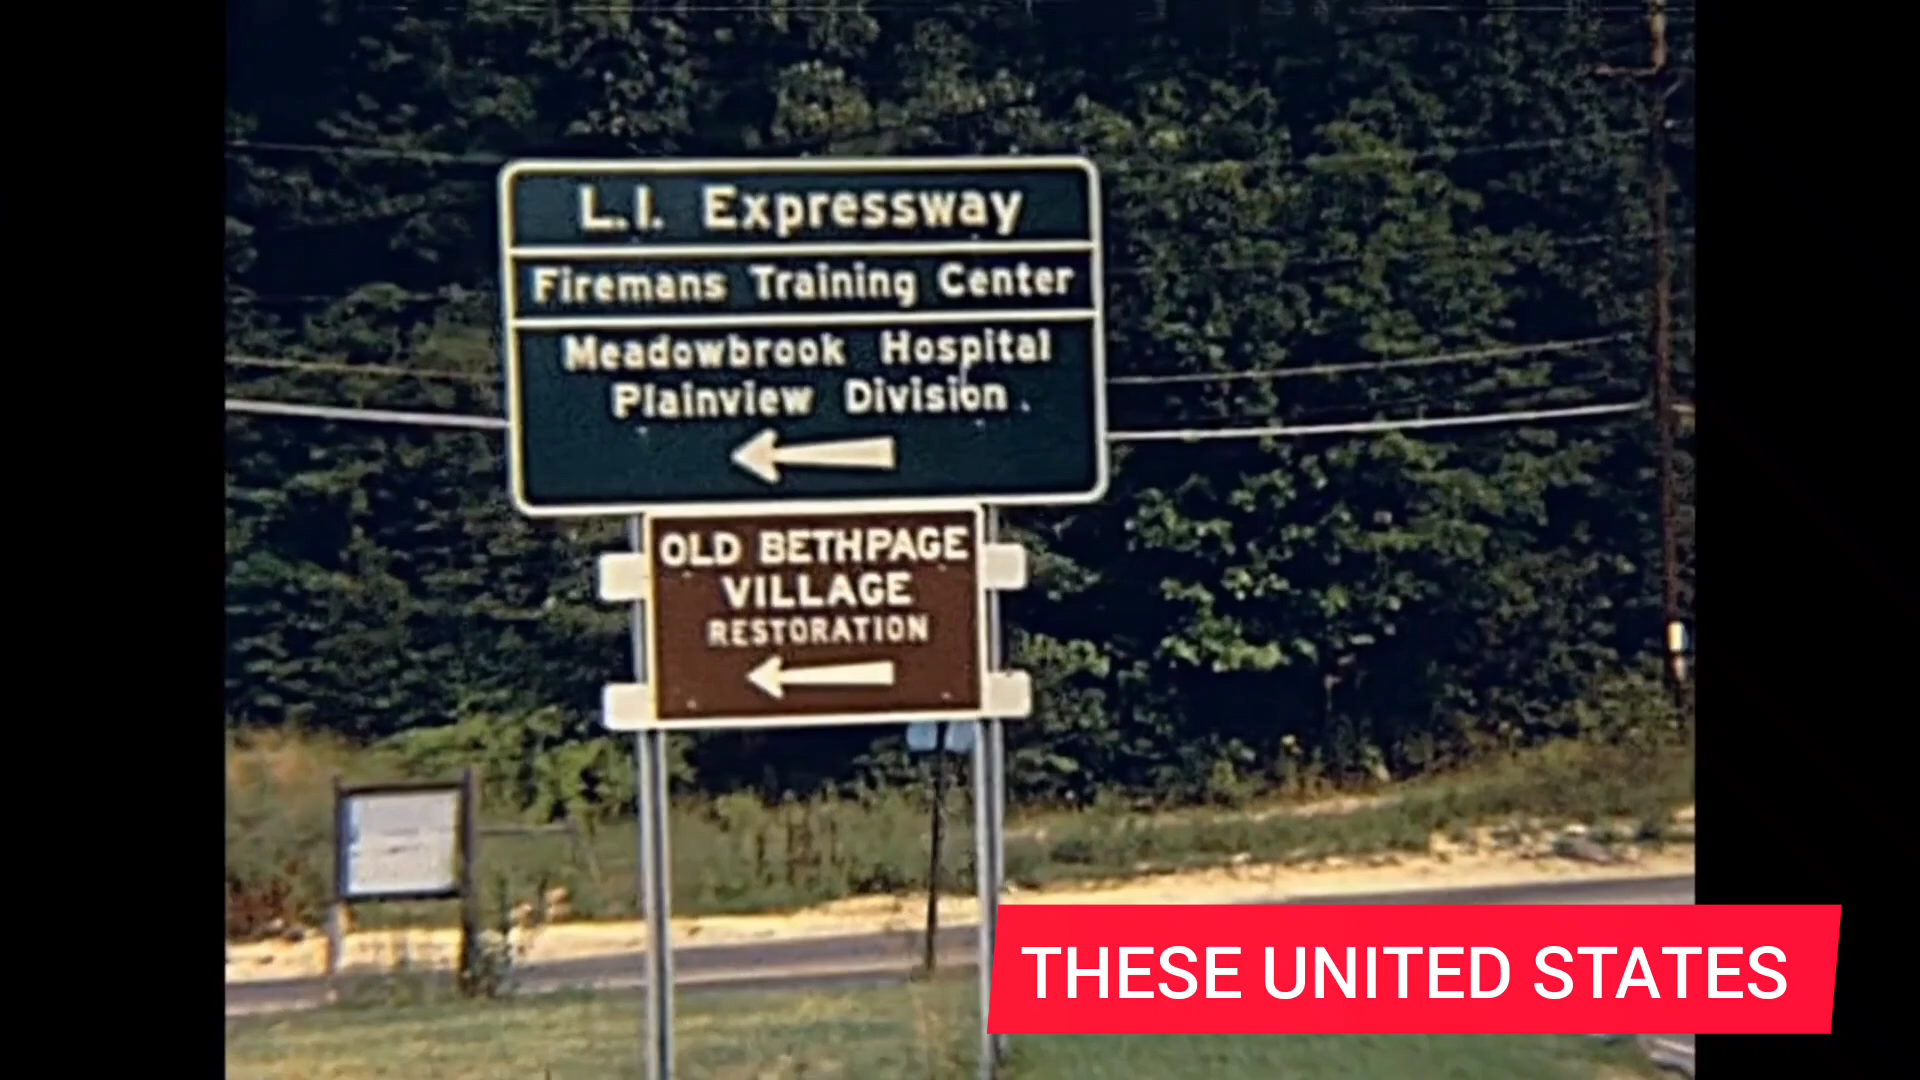 L.I. Expressway
Firemans Training Center
Meadowbrook Hospital
Plainview Division
OLD BETHPAGE
VILLAGE
RESTORATION
THESE UNITED STATES